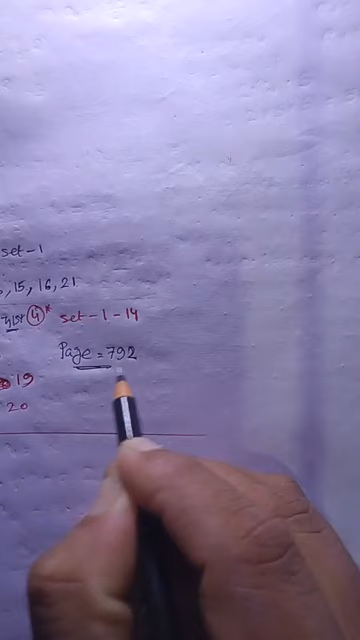 set-1
, 15, 16, 21
④* set-1-14
Page = 792
19
20